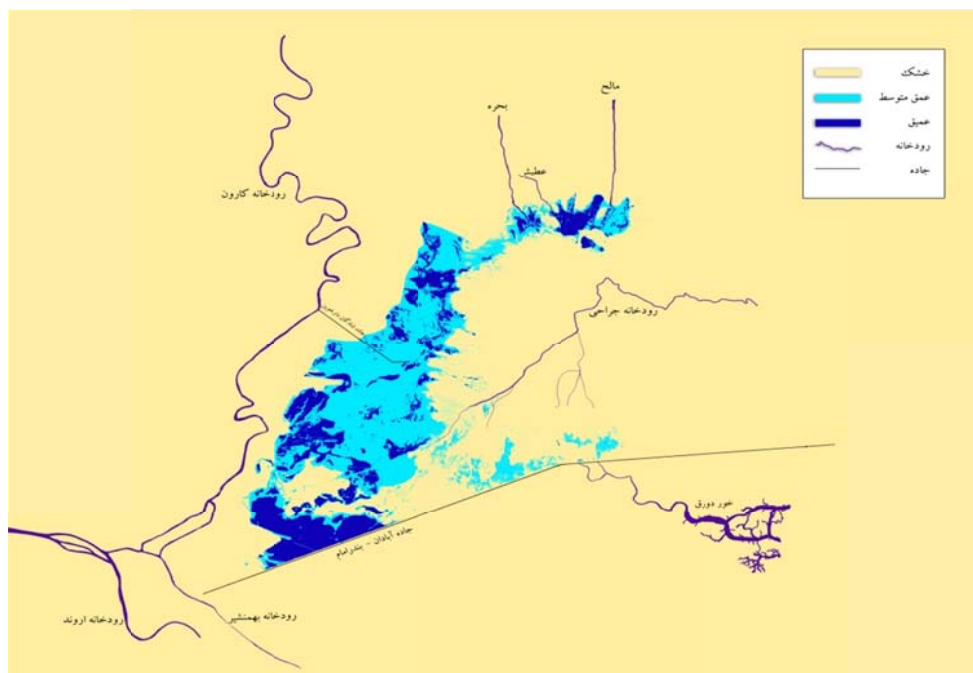 خشک
عمق متوسط
عمیق
رودخانه
جاده
مالح
بحره
عطیش
رودخانه کارون
رودخانه جراحی
خور دورق
جاده آبادان - بندرامام
رودخانه بهمنشیر
رودخانه اروند